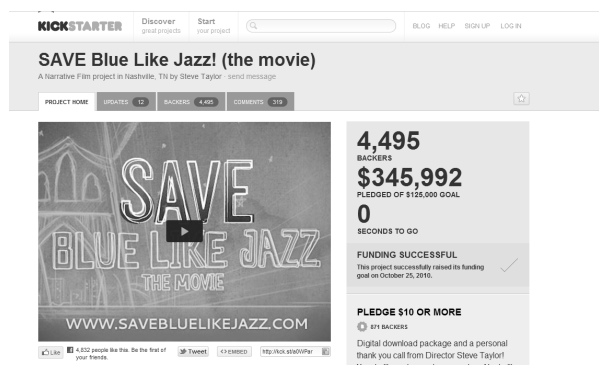 KICKSTARTER
Discover
great projects
Start
your project
BLOG HELP SIGN UP LOG IN
SAVE Blue Like Jazz! (the movie)
A Narrative Film project in Nashville, TN by Steve Taylor · send message
PROJECT HOME UPDATES 12 BACKERS 4,495 COMMENTS 319
SAVE
BLUE LIKE JAZZ
THE MOVIE
WWW.SAVEBLUELIKEJAZZ.COM
Like 4,832 people like this. Be the first of
your friends.
Tweet
<>EMBED
http://kck.st/a0WPar
4,495
BACKERS
$345,992
PLEDGED OF $125,000 GOAL
0
SECONDS TO GO
FUNDING SUCCESSFUL
This project successfully raised its funding
goal on October 25, 2010.
PLEDGE $10 OR MORE
871 BACKERS
Digital download package and a personal
thank you call from Director Steve Taylor!